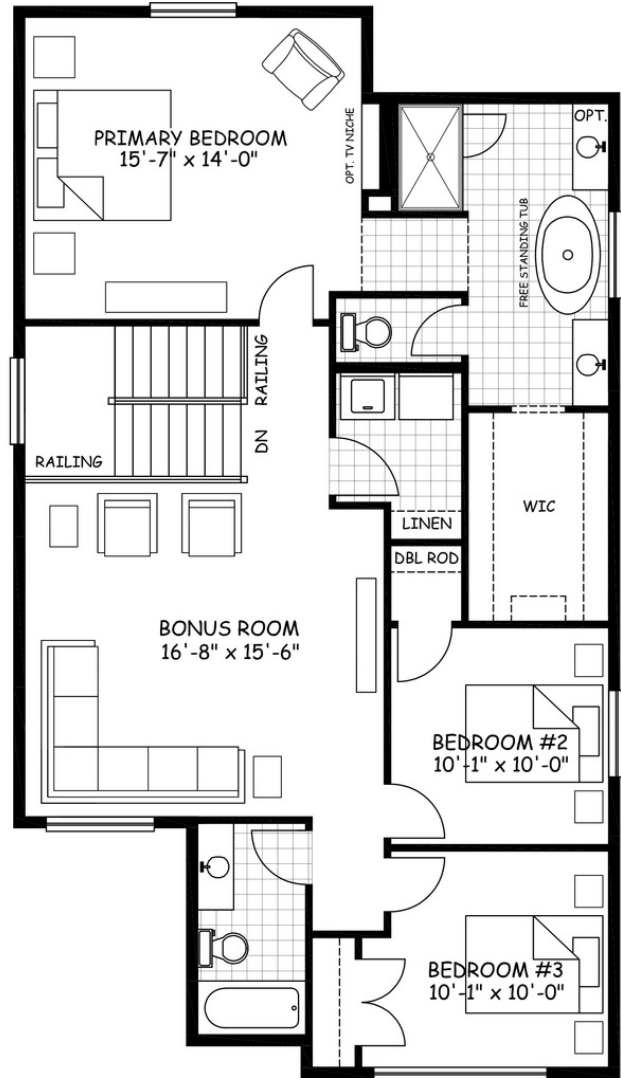 PRIMARY BEDROOM
15'-7" x 14'-0"
OPT. TV NICHE
OPT.
FREE STANDING TUB
RAILING
DN
RAILING
LINEN
WIC
DBL ROD
BONUS ROOM
16'-8" x 15'-6"
BEDROOM #2
10'-1" x 10'-0"
BEDROOM #3
10'-1" x 10'-0"